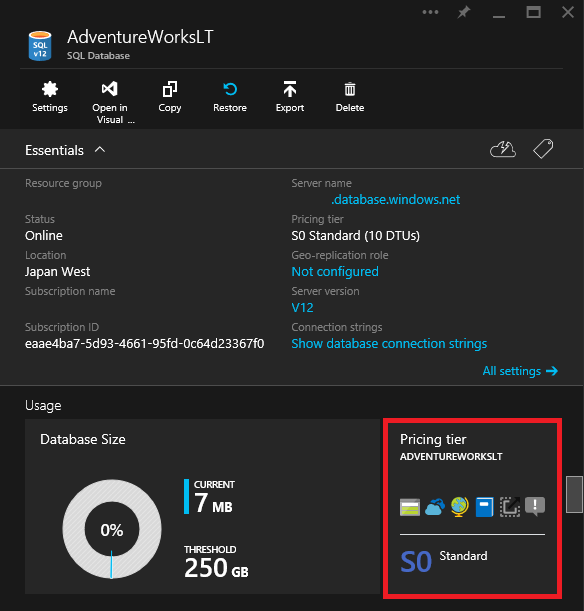 AdventureWorksLT
SQL Database
SQL
v12
Settings
Open in
Visual ...
Copy
Restore
Export
Delete
Essentials
Resource group
Server name
.database.windows.net
Status
Online
Pricing tier
S0 Standard (10 DTUs)
Location
Japan West
Geo-replication role
Not configured
Subscription name
Server version
V12
Subscription ID
eaae4ba7-5d93-4661-95fd-0c64d23367f0
Connection strings
Show database connection strings
All settings →
Usage
Database Size
0%
CURRENT
7 MB
THRESHOLD
250 GB
Pricing tier
ADVENTUREWORKSLT
S0 Standard